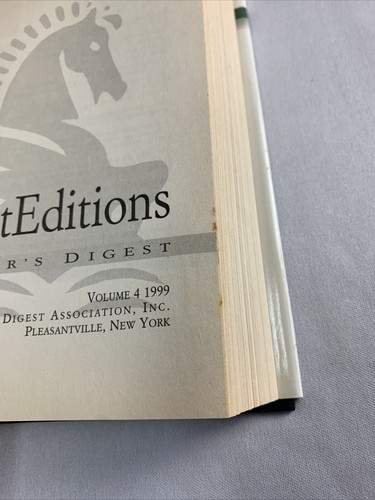 tEditions
R'S DIGEST
VOLUME 4 1999
DIGEST ASSOCIATION, INC.
PLEASANTVILLE, NEW YORK